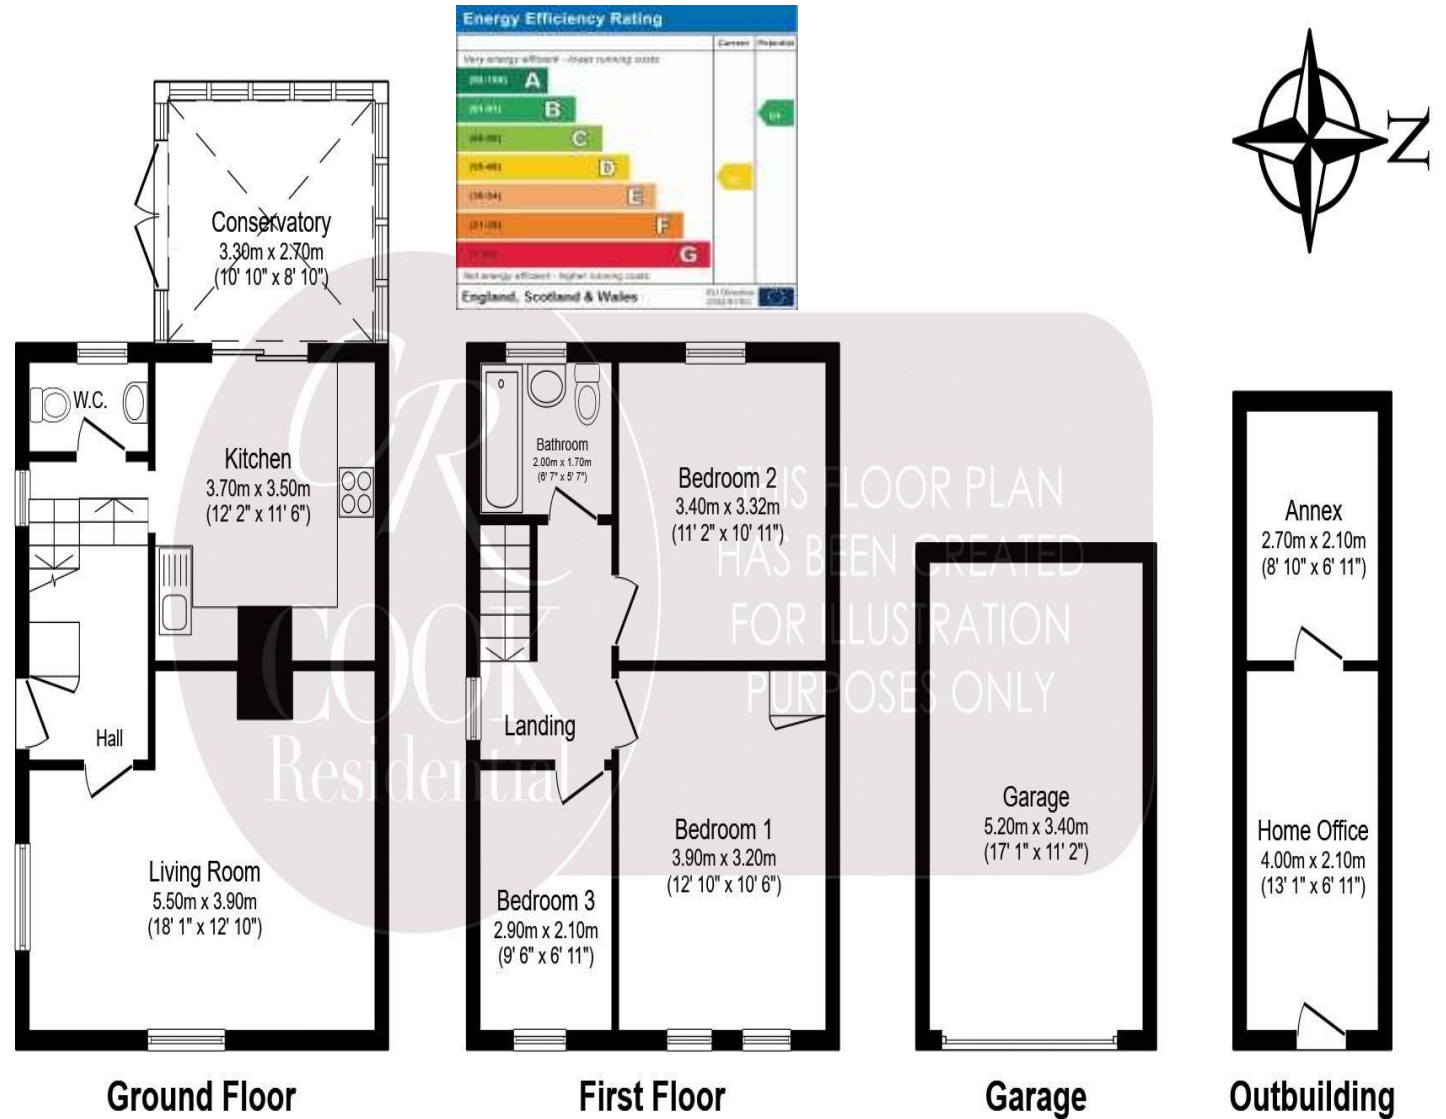 Energy Efficiency Rating
Current Potential
Very energy efficient - lower running costs
A
B
C
D
E
F
G
Not energy efficient - higher running costs
England, Scotland & Wales
EU Directive
N
Conservatory
3.30m x 2.70m
(10' 10" x 8' 10")
W.C.
Kitchen
3.70m x 3.50m
(12' 2" x 11' 6")
Hall
Living Room
5.50m x 3.90m
(18' 1" x 12' 10")
Ground Floor
Bathroom
2.00m x 1.70m
(6' 7" x 5' 7")
Bedroom 2
3.40m x 3.32m
(11' 2" x 10' 11")
Landing
Bedroom 1
3.90m x 3.20m
(12' 10" x 10' 6")
Bedroom 3
2.90m x 2.10m
(9' 6" x 6' 11")
First Floor
Garage
5.20m x 3.40m
(17' 1" x 11' 2")
Garage
Annex
2.70m x 2.10m
(8' 10" x 6' 11")
Home Office
4.00m x 2.10m
(13' 1" x 6' 11")
Outbuilding
CR
COOK
Residential
THIS FLOOR PLAN
HAS BEEN CREATED
FOR ILLUSTRATION
PURPOSES ONLY